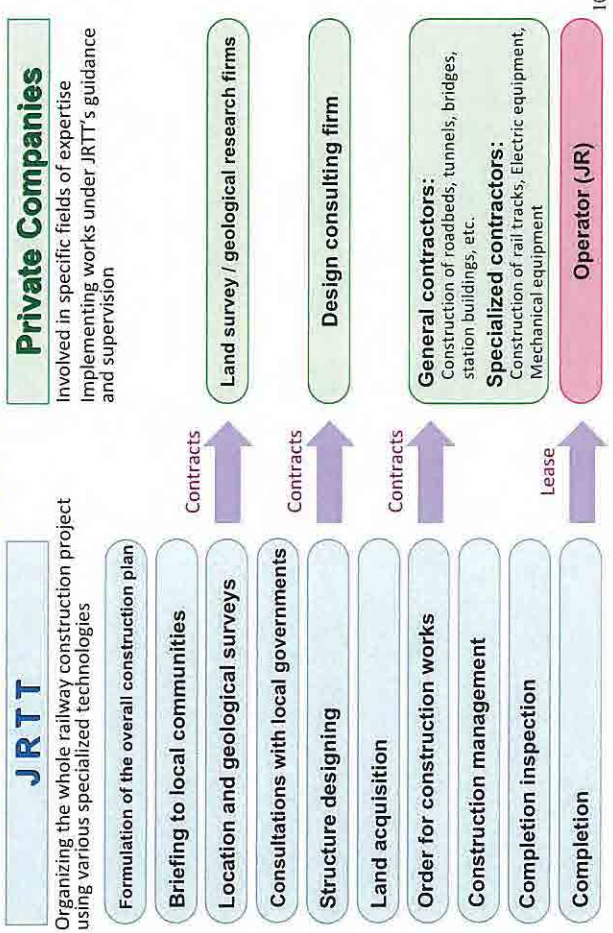 JRTT
Organizing the whole railway construction project
using various specialized technologies
Formulation of the overall construction plan
Briefing to local communities
Location and geological surveys
Consultations with local governments
Structure designing
Land acquisition
Order for construction works
Construction management
Completion inspection
Completion
Contracts
Contracts
Contracts
Lease
Private Companies
Involved in specific fields of expertise
Implementing works under JRTT's guidance
and supervision
Land survey / geological research firms
Design consulting firm
General contractors:
Construction of roadbeds, tunnels, bridges,
station buildings, etc.
Specialized contractors:
Construction of rail tracks, Electric equipment,
Mechanical equipment
Operator (JR)